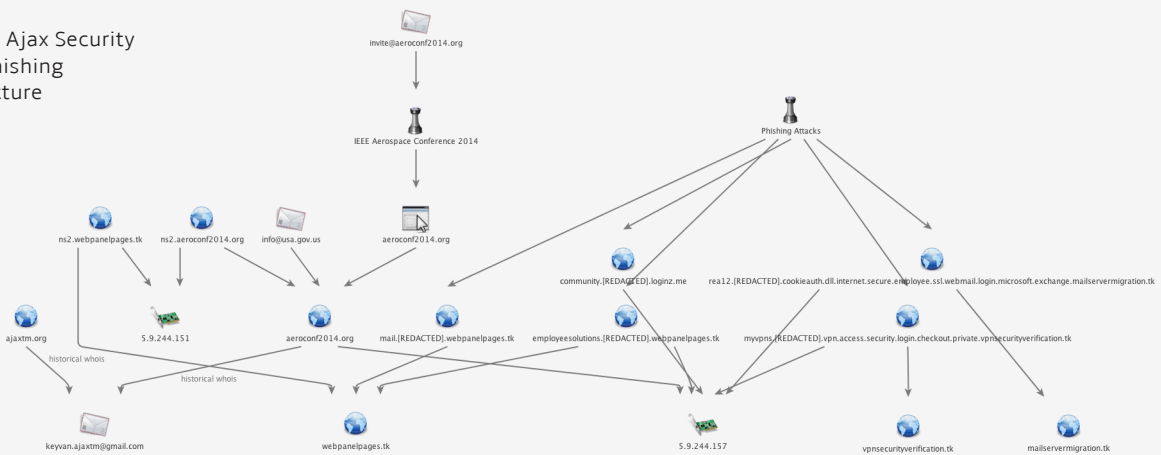 Ajax Security
nishing
ture
invite@aeroconf2014.org
IEEE Aerospace Conference 2014
Phishing Attacks
ns2.webpanelpages.tk
ns2.aeroconf2014.org
info@usa.gov.us
aeroconf2014.org
community.[REDACTED].loginz.me
rea12.[REDACTED].cookieauth.dll.internet.secure.employee.ssl.webmail.login.microsoft.exchange.mailservermigration.tk
ajaxtm.org
5.9.244.151
aeroconf2014.org
mail.[REDACTED].webpanelpages.tk
employeesolutions.[REDACTED].webpanelpages.tk
myvpns.[REDACTED].vpn.access.security.login.checkout.private.vpnsecurityverification.tk
historical whois
historical whois
keyvan.ajaxtm@gmail.com
webpanelpages.tk
5.9.244.157
vpnsecurityverification.tk
mailservermigration.tk